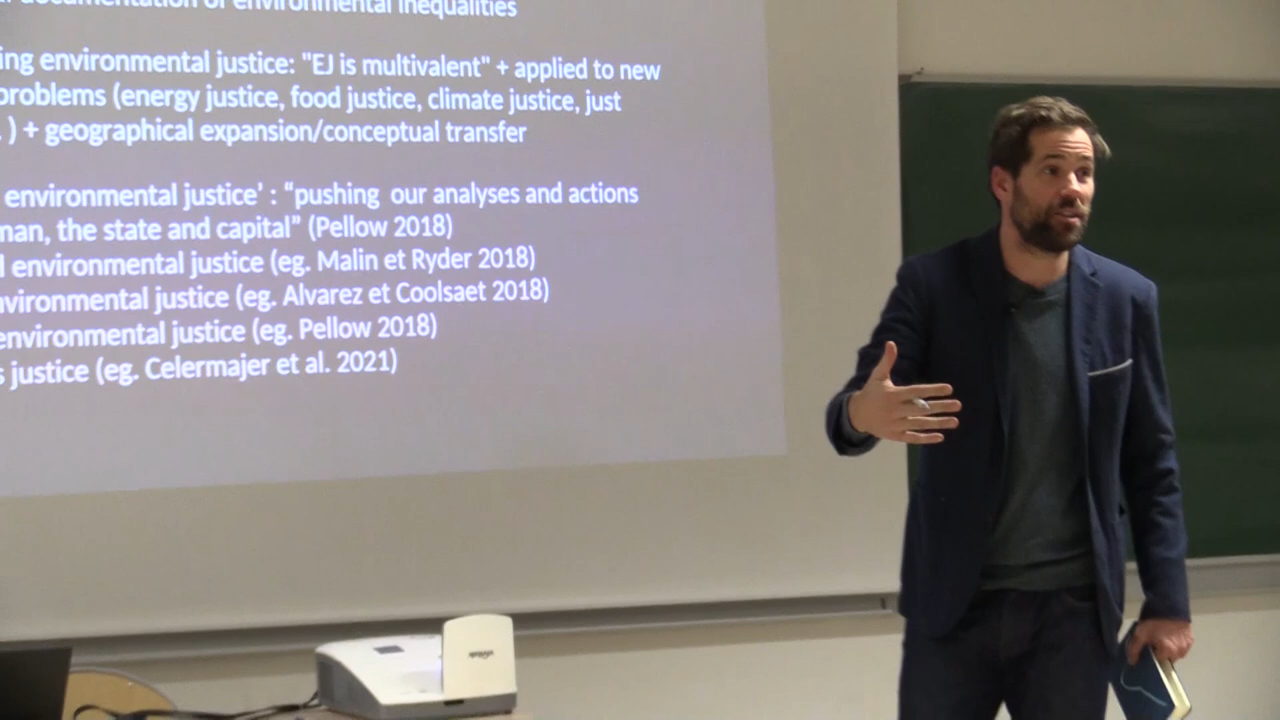 documentation of environmental inequalities
ing environmental justice: "EJ is multivalent" + applied to new
problems (energy justice, food justice, climate justice, just
) + geographical expansion/conceptual transfer
environmental justice’ : “pushing our analyses and actions
man, the state and capital” (Pellow 2018)
l environmental justice (eg. Malin et Ryder 2018)
nvironmental justice (eg. Alvarez et Coolsaet 2018)
environmental justice (eg. Pellow 2018)
s justice (eg. Celermajer et al. 2021)